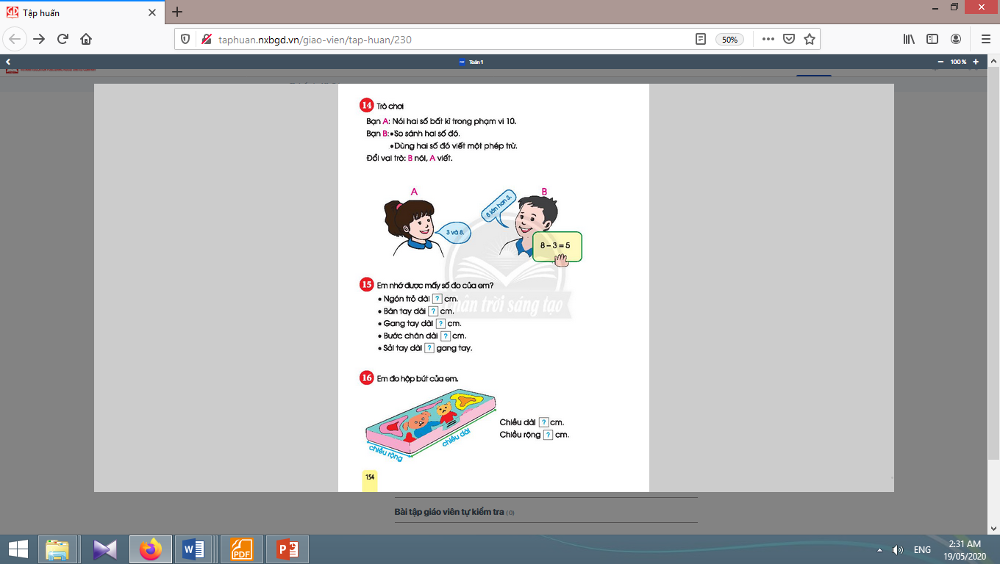 Tập huấn
taphuan.nxbgd.vn/giao-vien/tap-huan/230
50%
Toán 1
100 %
14 Trò chơi
Bạn A: Nói hai số bất kì trong phạm vi 10.
Bạn B: • So sánh hai số đó.
• Dùng hai số đó viết một phép trừ.
Đổi vai trò: B nói, A viết.
A
B
8 lớn hơn 3.
3 và 8.
8 – 3 = 5
15 Em nhớ được mấy số đo của em?
• Ngón trỏ dài ? cm.
• Bàn tay dài ? cm.
• Gang tay dài ? cm.
• Bước chân dài ? cm.
• Sải tay dài ? gang tay.
chân trời sáng tạo
16 Em đo hộp bút của em.
Chiều dài ? cm.
Chiều rộng ? cm.
chiều dài
chiều rộng
154
Bài tập giáo viên tự kiểm tra (0)
PDF
ENG
2:31 AM
19/05/2020